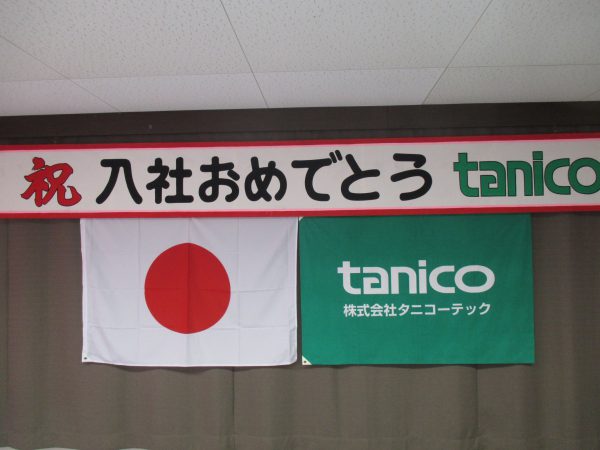 祝 入社おめでとう tanico
tanico
株式会社タニコーテック